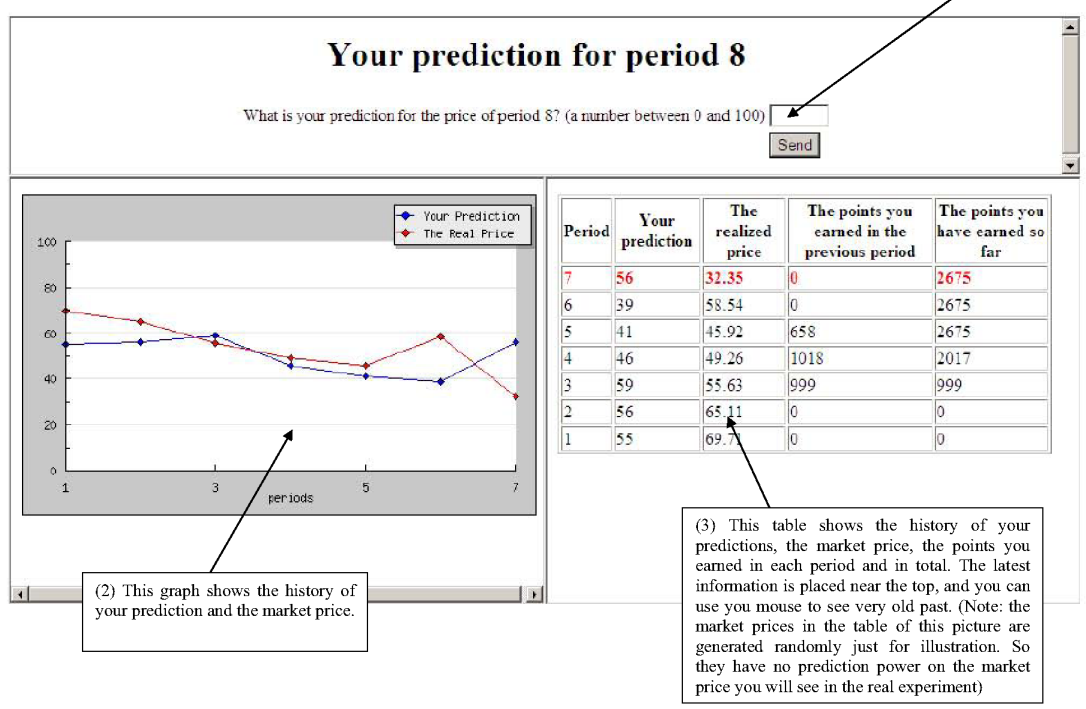 Your prediction for period 8
What is your prediction for the price of period 8? (a number between 0 and 100)
Send
Your Prediction
The Real Price
100
80
60
40
20
0
1 3 5 7
periods
Period Your prediction The realized price The points you earned in the previous period The points you have earned so far
7 56 32.35 0 2675
6 39 58.54 0 2675
5 41 45.92 658 2675
4 46 49.26 1018 2017
3 59 55.63 999 999
2 56 65.11 0 0
1 55 69.71 0 0
(2) This graph shows the history of
your prediction and the market price.
(3) This table shows the history of your
predictions, the market price, the points you
earned in each period and in total. The latest
information is placed near the top, and you can
use you mouse to see very old past. (Note: the
market prices in the table of this picture are
generated randomly just for illustration. So
they have no prediction power on the market
price you will see in the real experiment)